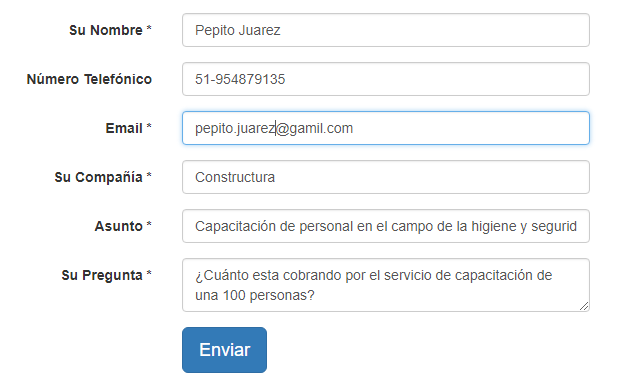 Su Nombre * Pepito Juarez
Número Telefónico 51-954879135
Email * pepito.juarez@gamil.com
Su Compañía * Constructura
Asunto * Capacitación de personal en el campo de la higiene y segurid
Su Pregunta * ¿Cuánto esta cobrando por el servicio de capacitación de
una 100 personas?
Enviar